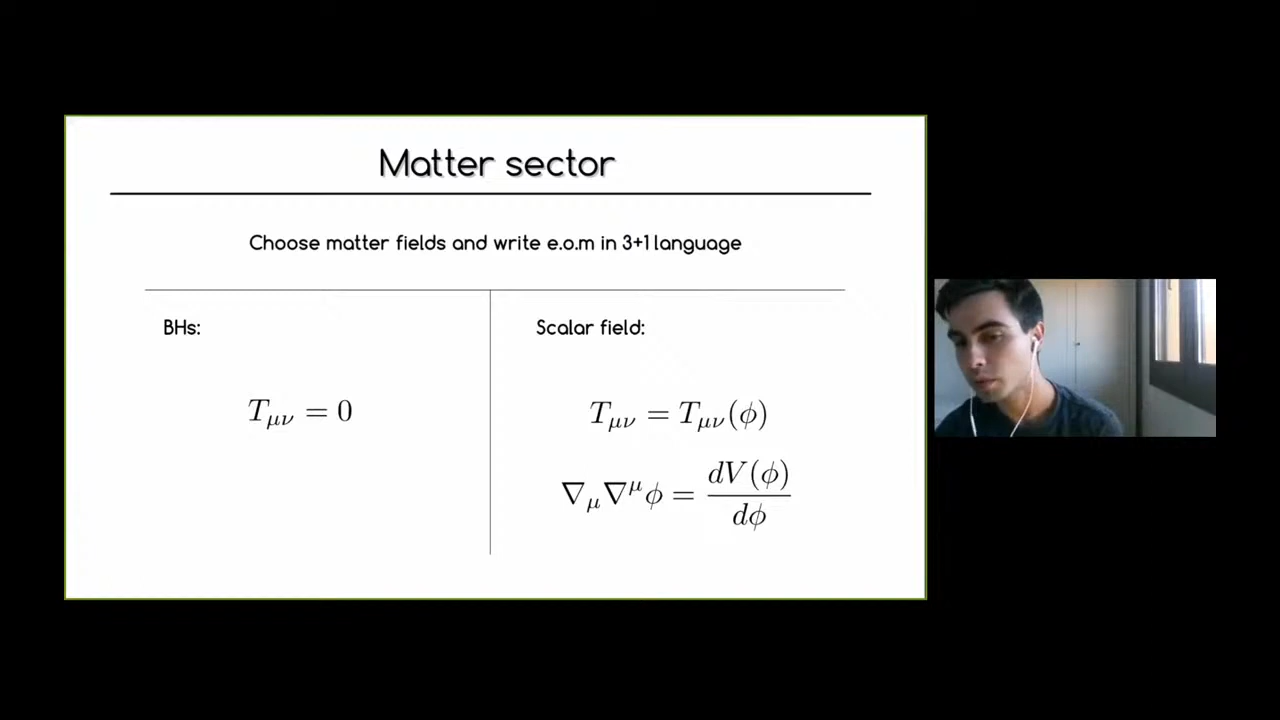 Matter sector
Choose matter fields and write e.o.m in 3+1 language
BHs:
Scalar field:
T_{μν} = 0
T_{μν} = T_{μν}(ϕ)
∇_μ∇^μϕ = dV(ϕ)/dϕ